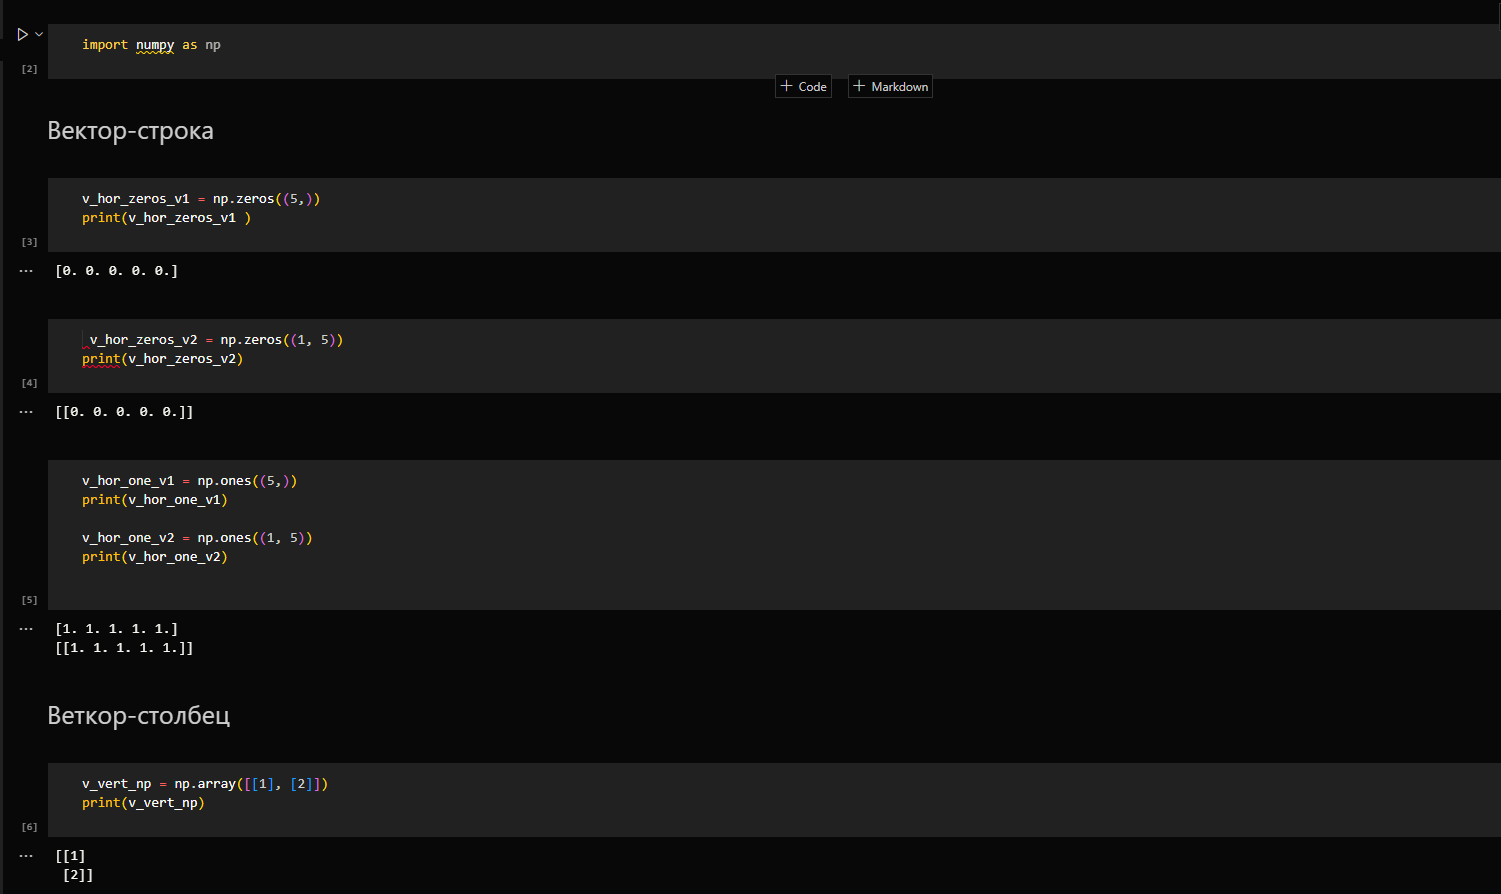 import numpy as np
[2]
+ Code + Markdown
Вектор-строка
v_hor_zeros_v1 = np.zeros((5,))
print(v_hor_zeros_v1 )
[3]
... [0. 0. 0. 0. 0.]
v_hor_zeros_v2 = np.zeros((1, 5))
print(v_hor_zeros_v2)
[4]
... [[0. 0. 0. 0. 0.]]
v_hor_one_v1 = np.ones((5,))
print(v_hor_one_v1)
v_hor_one_v2 = np.ones((1, 5))
print(v_hor_one_v2)
[5]
... [1. 1. 1. 1. 1.]
[[1. 1. 1. 1. 1.]]
Веткор-столбец
v_vert_np = np.array([[1], [2]])
print(v_vert_np)
[6]
... [[1]
[2]]